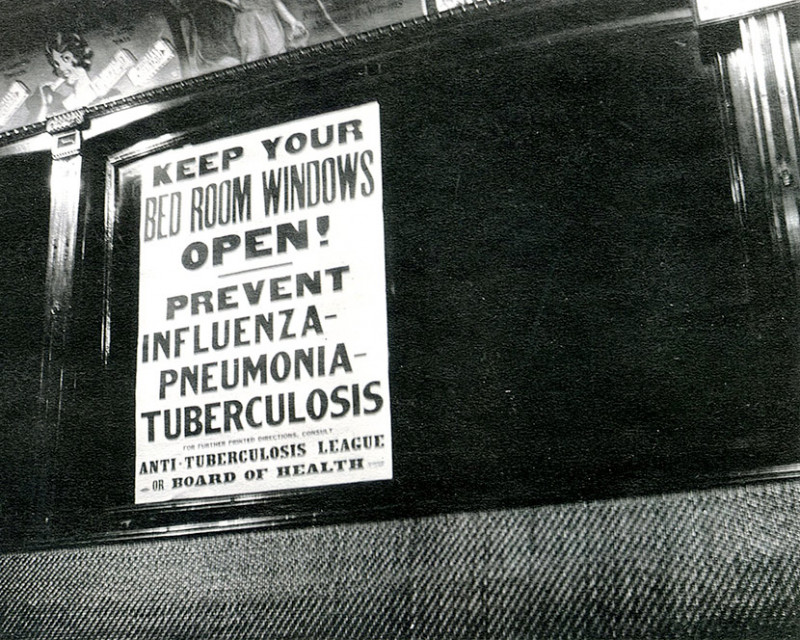 KEEP YOUR
BED ROOM WINDOWS
OPEN!
PREVENT
INFLUENZA-
PNEUMONIA-
TUBERCULOSIS
FOR FURTHER PRINTED DIRECTIONS, CONSULT
ANTI-TUBERCULOSIS LEAGUE
OR BOARD OF HEALTH